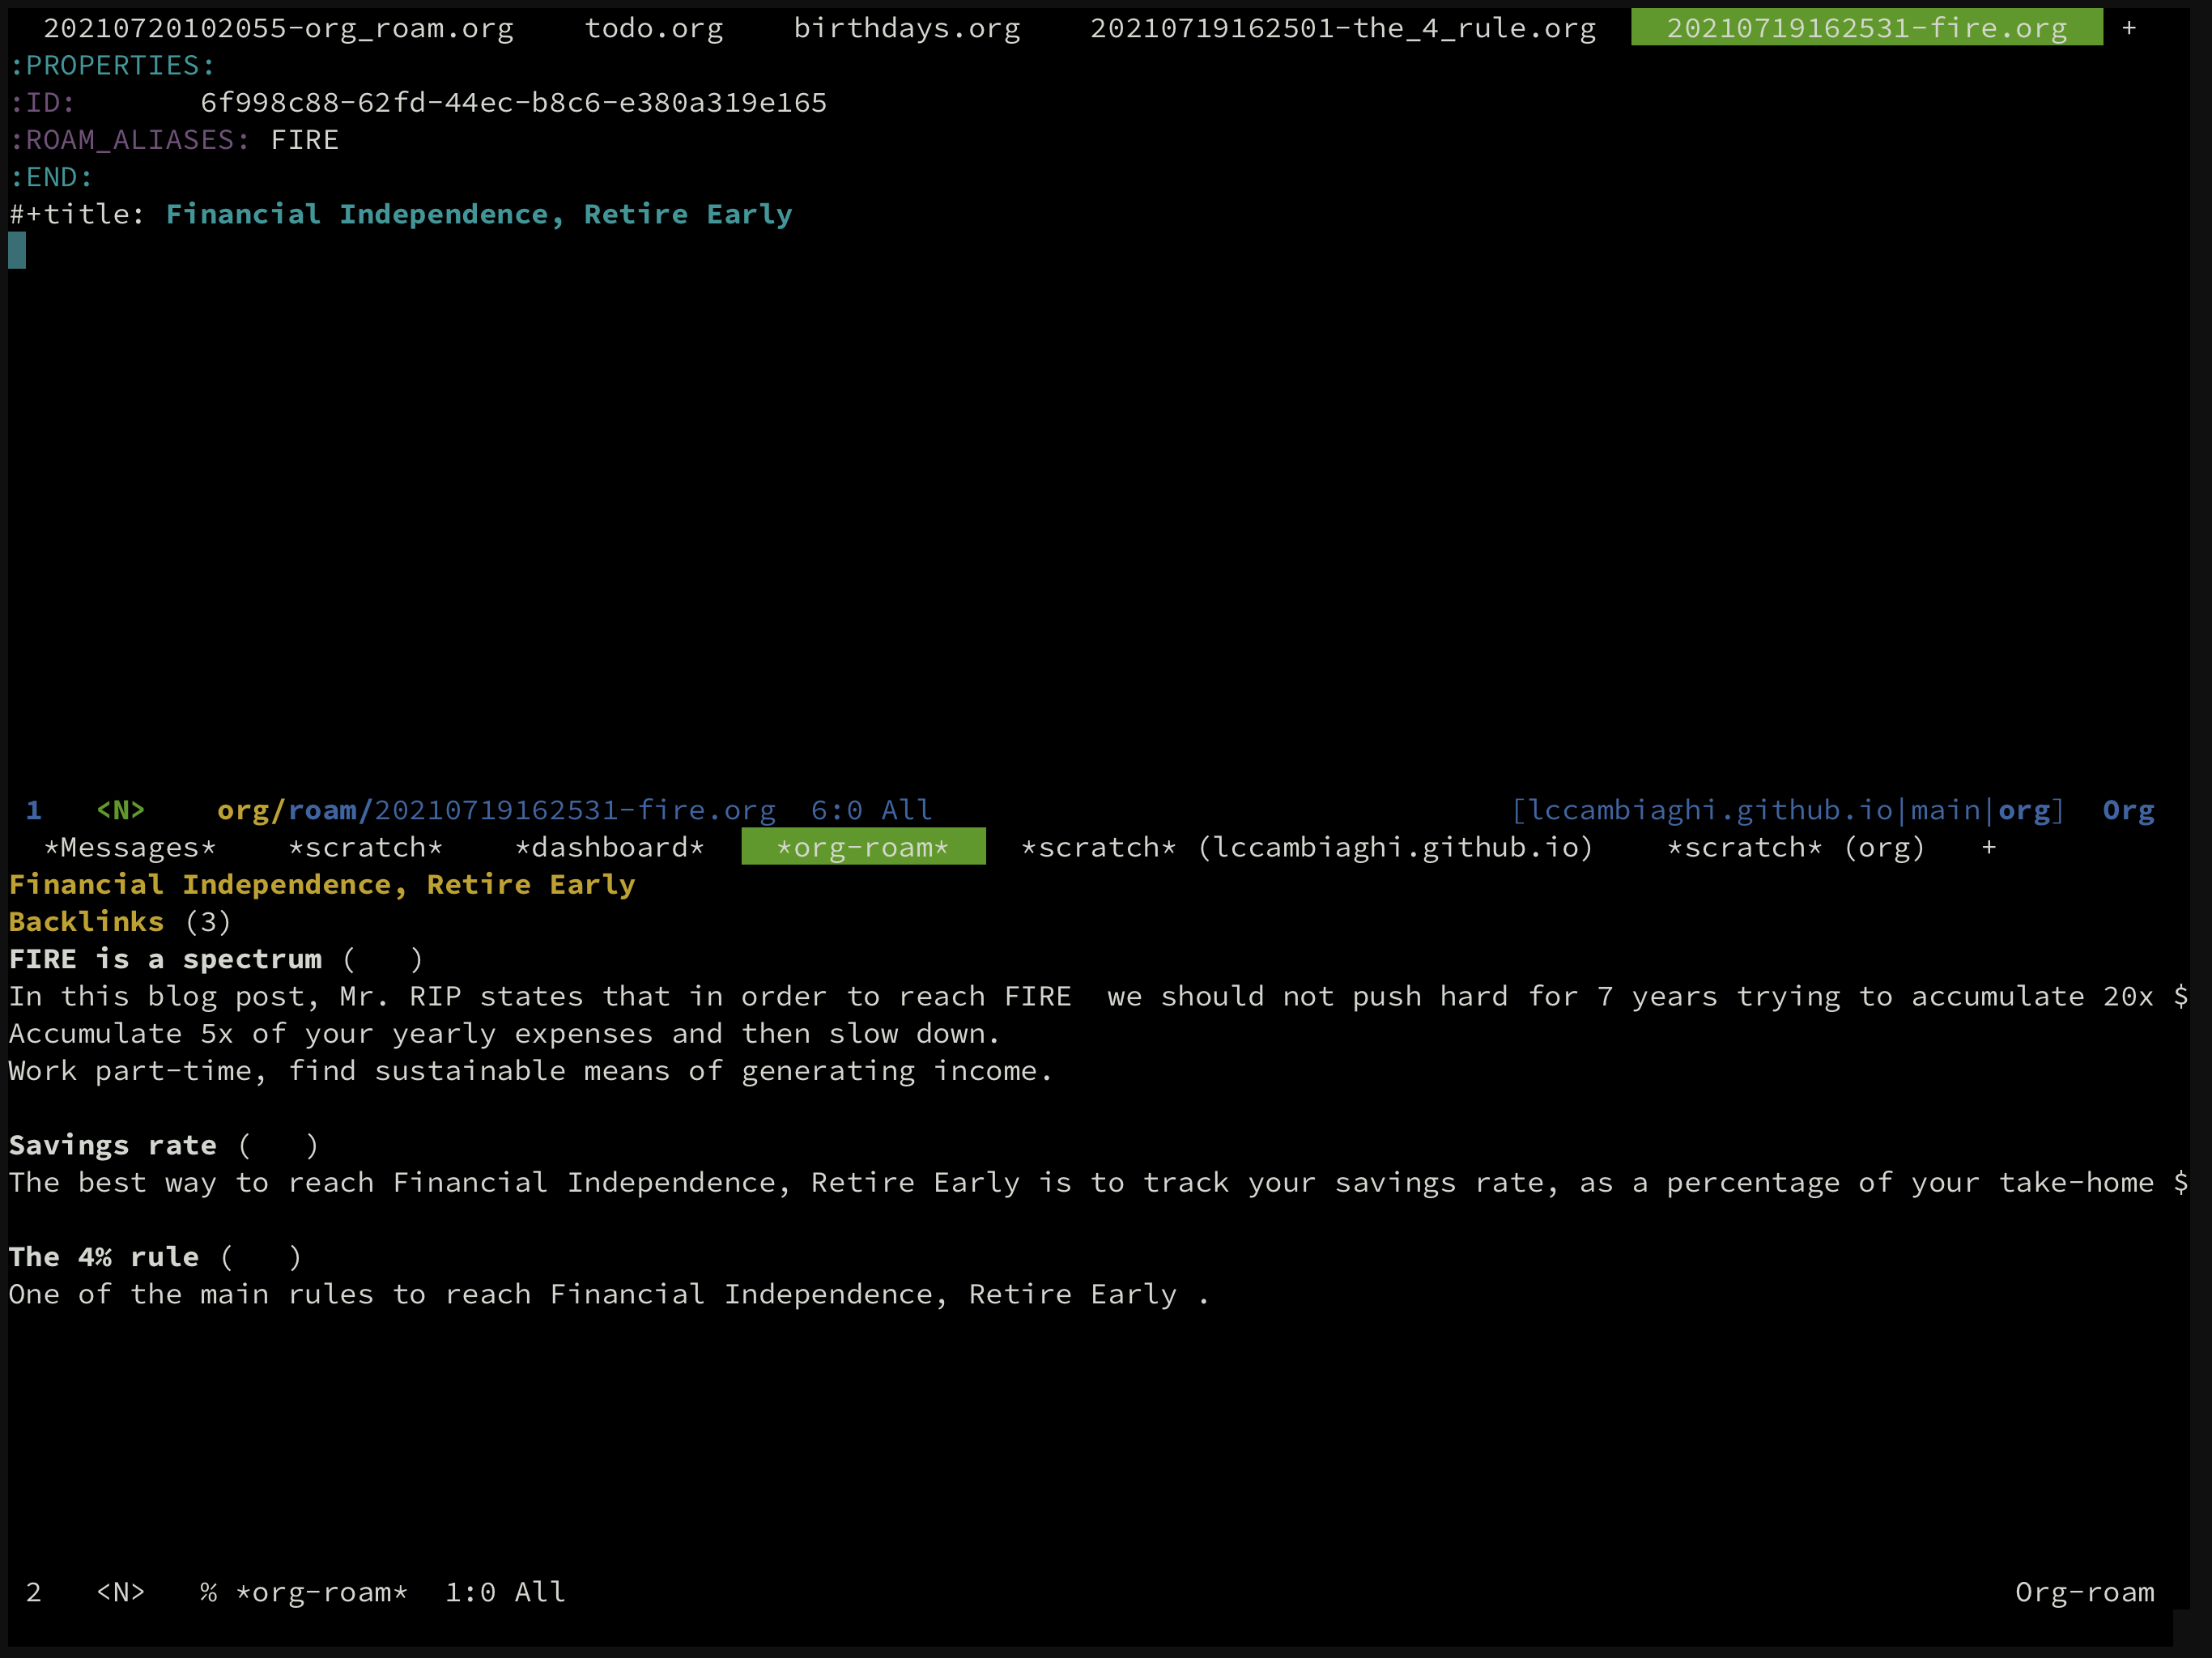 20210720102055-org_roam.org todo.org birthdays.org 20210719162501-the_4_rule.org 20210719162531-fire.org +
:PROPERTIES:
:ID: 6f998c88-62fd-44ec-b8c6-e380a319e165
:ROAM_ALIASES: FIRE
:END:
#+title: Financial Independence, Retire Early
1 <N> org/roam/20210719162531-fire.org 6:0 All [lccambiaghi.github.io|main|org] Org
*Messages* *scratch* *dashboard* *org-roam* *scratch* (lccambiaghi.github.io) *scratch* (org) +
Financial Independence, Retire Early
Backlinks (3)
FIRE is a spectrum ( )
In this blog post, Mr. RIP states that in order to reach FIRE  we should not push hard for 7 years trying to accumulate 20x $
Accumulate 5x of your yearly expenses and then slow down.
Work part-time, find sustainable means of generating income.
Savings rate ( )
The best way to reach Financial Independence, Retire Early is to track your savings rate, as a percentage of your take-home $
The 4% rule ( )
One of the main rules to reach Financial Independence, Retire Early .
2 <N> % *org-roam* 1:0 All Org-roam